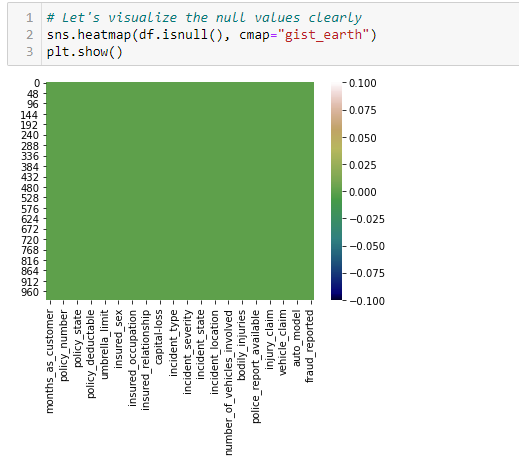 1 # Let's visualize the null values clearly
2 sns.heatmap(df.isnull(), cmap="gist_earth")
3 plt.show()
0
48
96
144
192
240
288
336
384
432
480
528
576
624
672
720
768
816
864
912
960
0.100
0.075
0.050
0.025
0.000
−0.025
−0.050
−0.075
−0.100
months_as_customer
policy_number
policy_state
policy_deductable
umbrella_limit
insured_sex
insured_occupation
insured_relationship
capital-loss
incident_type
incident_severity
incident_state
incident_location
number_of_vehicles_involved
bodily_injuries
police_report_available
injury_claim
vehicle_claim
auto_model
fraud_reported